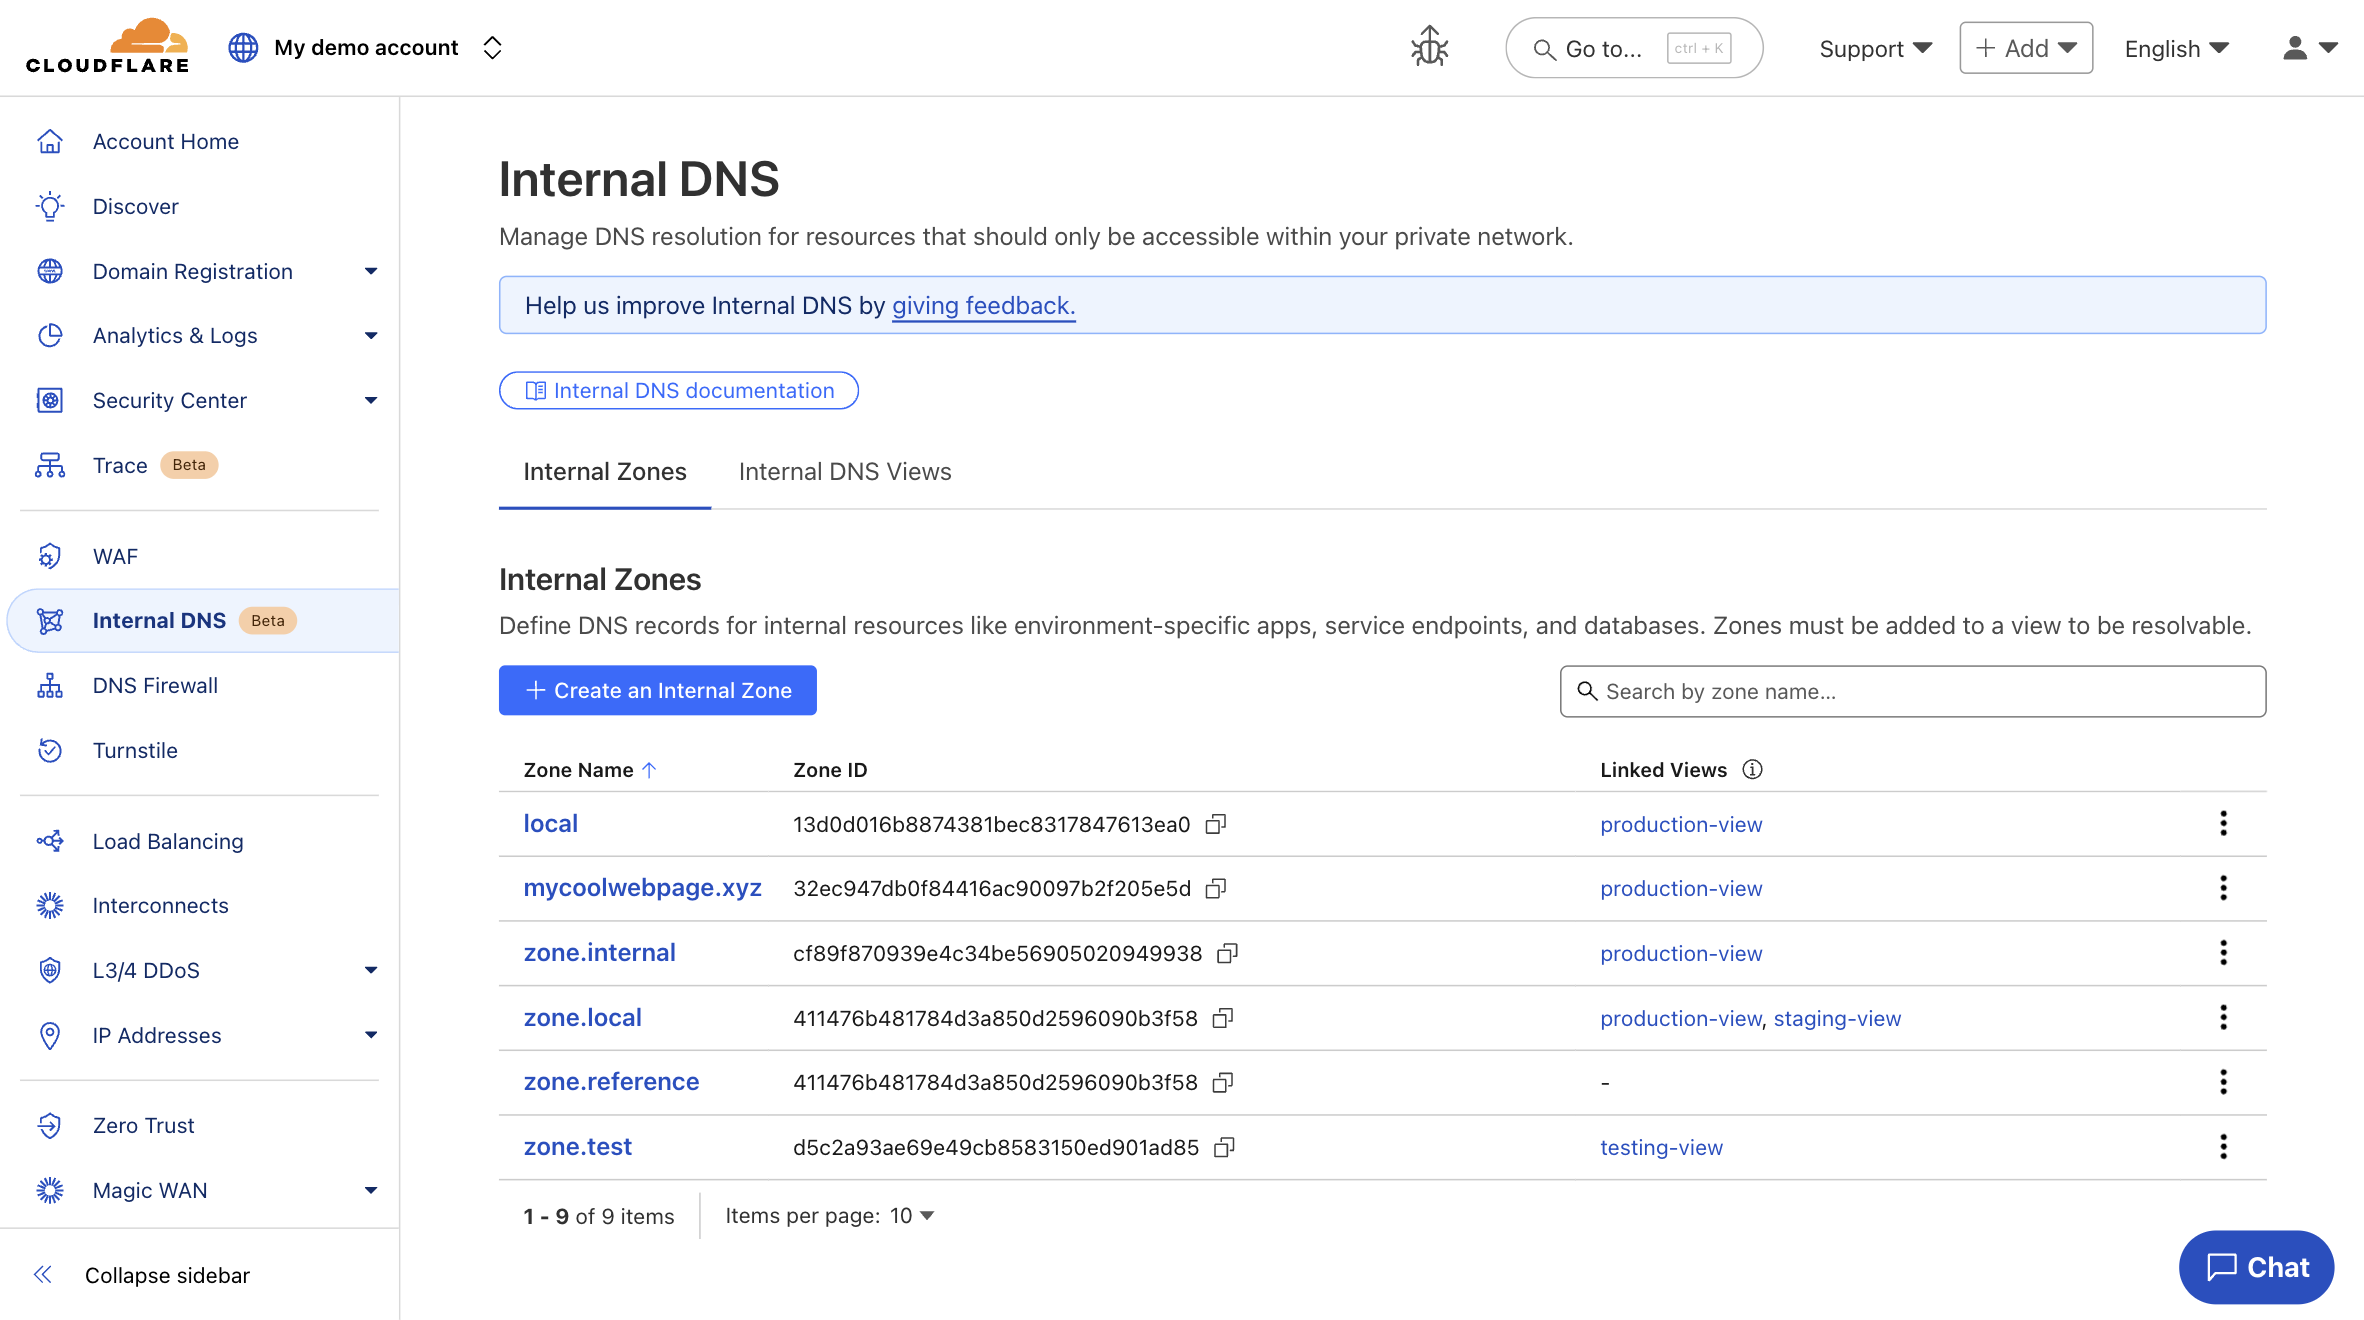 CLOUDFLARE
My demo account
Go to...
ctrl + K
Support
+ Add
English
Account Home
Discover
Domain Registration
Analytics & Logs
Security Center
Trace Beta
WAF
Internal DNS Beta
DNS Firewall
Turnstile
Load Balancing
Interconnects
L3/4 DDoS
IP Addresses
Zero Trust
Magic WAN
Collapse sidebar
Internal DNS
Manage DNS resolution for resources that should only be accessible within your private network.
Help us improve Internal DNS by giving feedback.
Internal DNS documentation
Internal Zones Internal DNS Views
Internal Zones
Define DNS records for internal resources like environment-specific apps, service endpoints, and databases. Zones must be added to a view to be resolvable.
+ Create an Internal Zone
Search by zone name...
Zone Name Zone ID Linked Views
local 13d0d016b8874381bec8317847613ea0 production-view
mycoolwebpage.xyz 32ec947db0f84416ac90097b2f205e5d production-view
zone.internal cf89f870939e4c34be56905020949938 production-view
zone.local 411476b481784d3a850d2596090b3f58 production-view, staging-view
zone.reference 411476b481784d3a850d2596090b3f58 -
zone.test d5c2a93ae69e49cb8583150ed901ad85 testing-view
1 - 9 of 9 items Items per page: 10
Chat